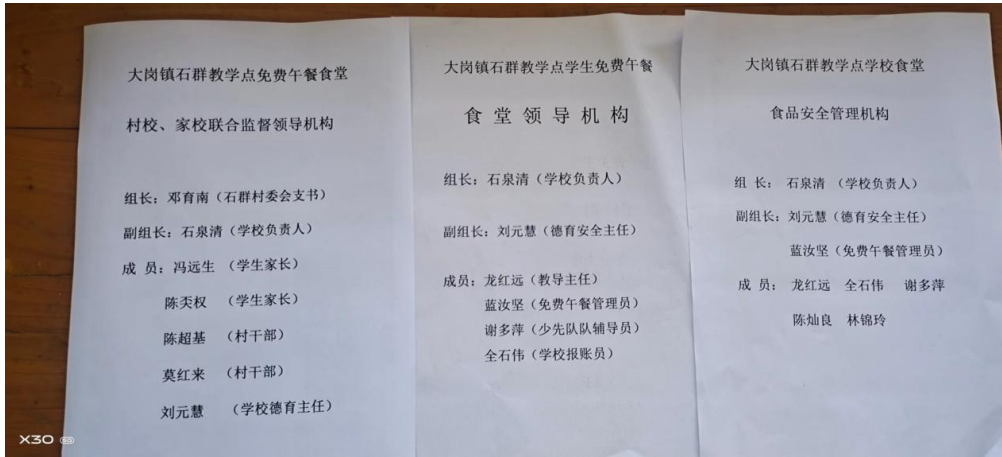 大岗镇石群教学点免费午餐食堂
村校、家校联合监督领导机构
组长：邓育南（石群村委会支书）
副组长：石泉清（学校负责人）
成 员：冯远生 （学生家长）
陈奀权 （学生家长）
陈超基 （村干部）
莫红来 （村干部）
刘元慧 （学校德育主任）
大岗镇石群教学点学生免费午餐
食 堂 领 导 机 构
组长：石泉清（学校负责人）
副组长：刘元慧（德育安全主任）
成员：龙红远（教导主任）
蓝汝坚（免费午餐管理员）
谢多萍（少先队队辅导员）
全石伟（学校报账员）
大岗镇石群教学点学校食堂
食品安全管理机构
组 长： 石泉清 （学校负责人）
副组长：刘元慧（德育安全主任）
蓝汝坚（免费午餐管理员）
成 员： 龙红远 全石伟 谢多萍
陈灿良 林锦玲
X30 5G